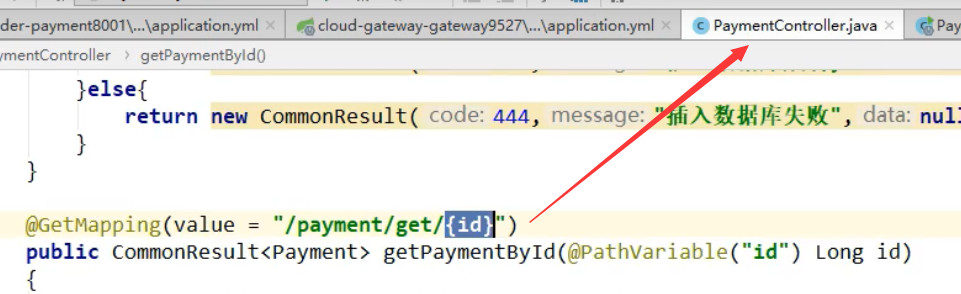 der-payment8001\...\application.yml × cloud-gateway-gateway9527\...\application.yml × PaymentController.java × Pay
ymentController › getPaymentById()
}else{
return new CommonResult( code: 444, message: "插入数据库失败", data: null
}
}
@GetMapping(value = "/payment/get/{id}")
public CommonResult<Payment> getPaymentById(@PathVariable("id") Long id)
{